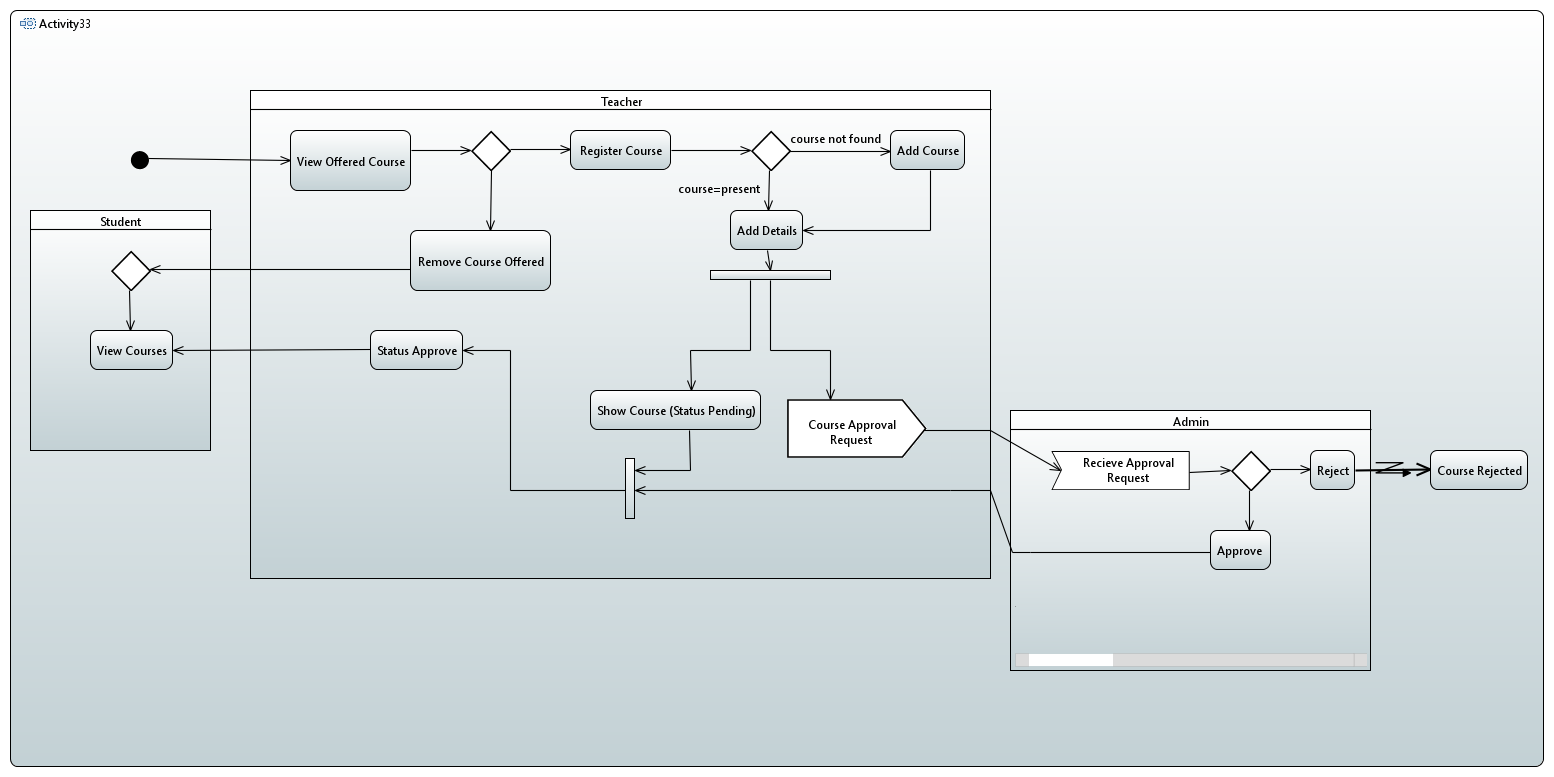 Activity33
Teacher
View Offered Course
Register Course
course not found
Add Course
course=present
Student
Add Details
Remove Course Offered
View Courses
Status Approve
Show Course (Status Pending)
Course Approval
Request
Admin
Recieve Approval
Request
Reject
Course Rejected
Approve